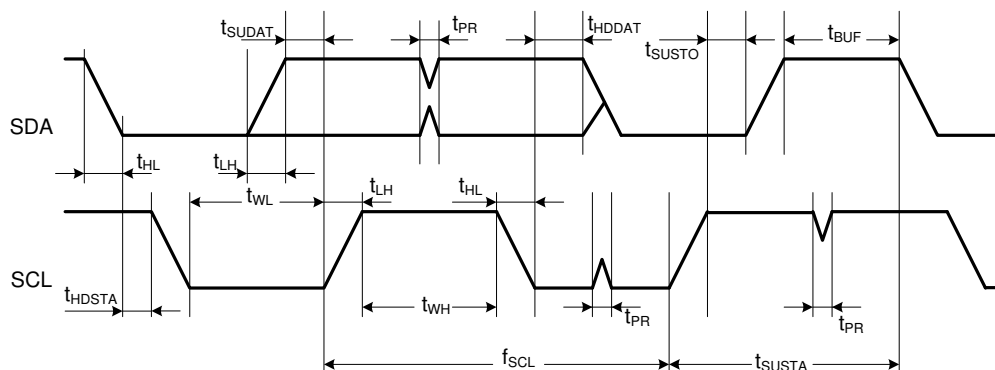 tSUDAT
tPR
tHDDAT
tSUSTO
tBUF
SDA
tHL
tLH
tWL
tLH
tHL
SCL
tHDSTA
tWH
tPR
tPR
fSCL
tSUSTA